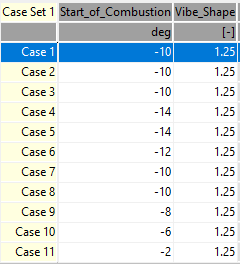 Case Set 1 Start_of_Combustion Vibe_Shape
deg [-]
Case 1 -10 1.25
Case 2 -10 1.25
Case 3 -10 1.25
Case 4 -14 1.25
Case 5 -14 1.25
Case 6 -12 1.25
Case 7 -10 1.25
Case 8 -10 1.25
Case 9 -8 1.25
Case 10 -6 1.25
Case 11 -2 1.25